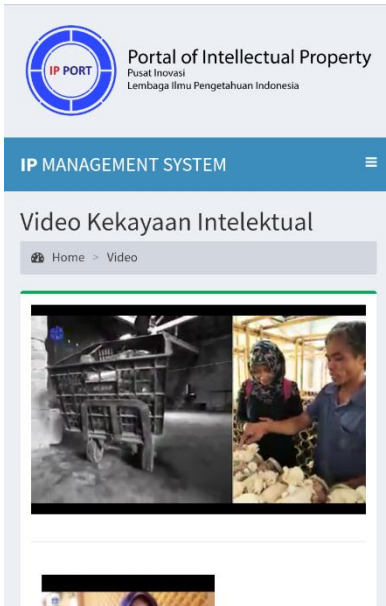 IP PORT
Portal of Intellectual Property
Pusat Inovasi
Lembaga Ilmu Pengetahuan Indonesia
IP MANAGEMENT SYSTEM
Video Kekayaan Intelektual
Home > Video